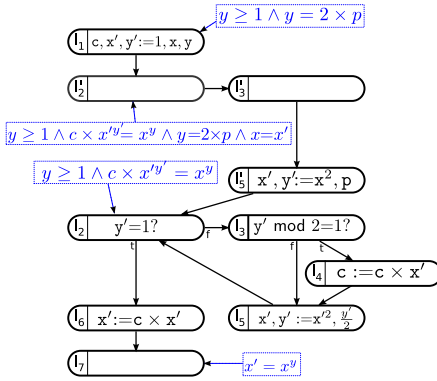 y ≥ 1 ∧ y = 2 × p
l₁ c, x′, y′:=1, x, y
l″₂
l″₃
y ≥ 1 ∧ c × x′^y′ = x^y ∧ y=2×p ∧ x=x′
y ≥ 1 ∧ c × x′^y′ = x^y
l″₅ x′, y′:=x², p
l₂ y′=1?
f
l₃ y′ mod 2=1?
t
f
t
l₄ c :=c × x′
l₆ x′:=c × x′
l₅ x′, y′ :=x′², y′/2
l₇
x′ = x^y